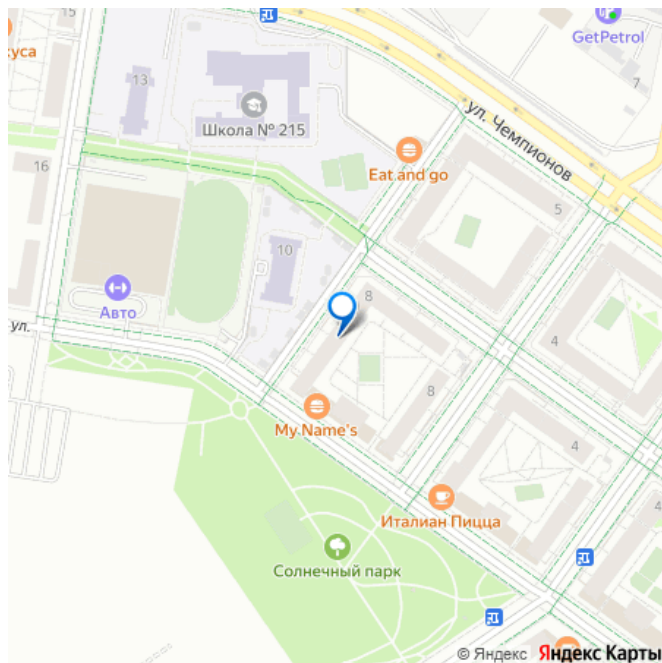 15
GetPetrol
куса
7
13
Школа № 215
ул. Чемпионов
16
Eat and go
5
10
Авто
8
ул.
4
8
My Name's
4
Италиан Пицца
4
Солнечный парк
© Яндекс Яндекс Карты